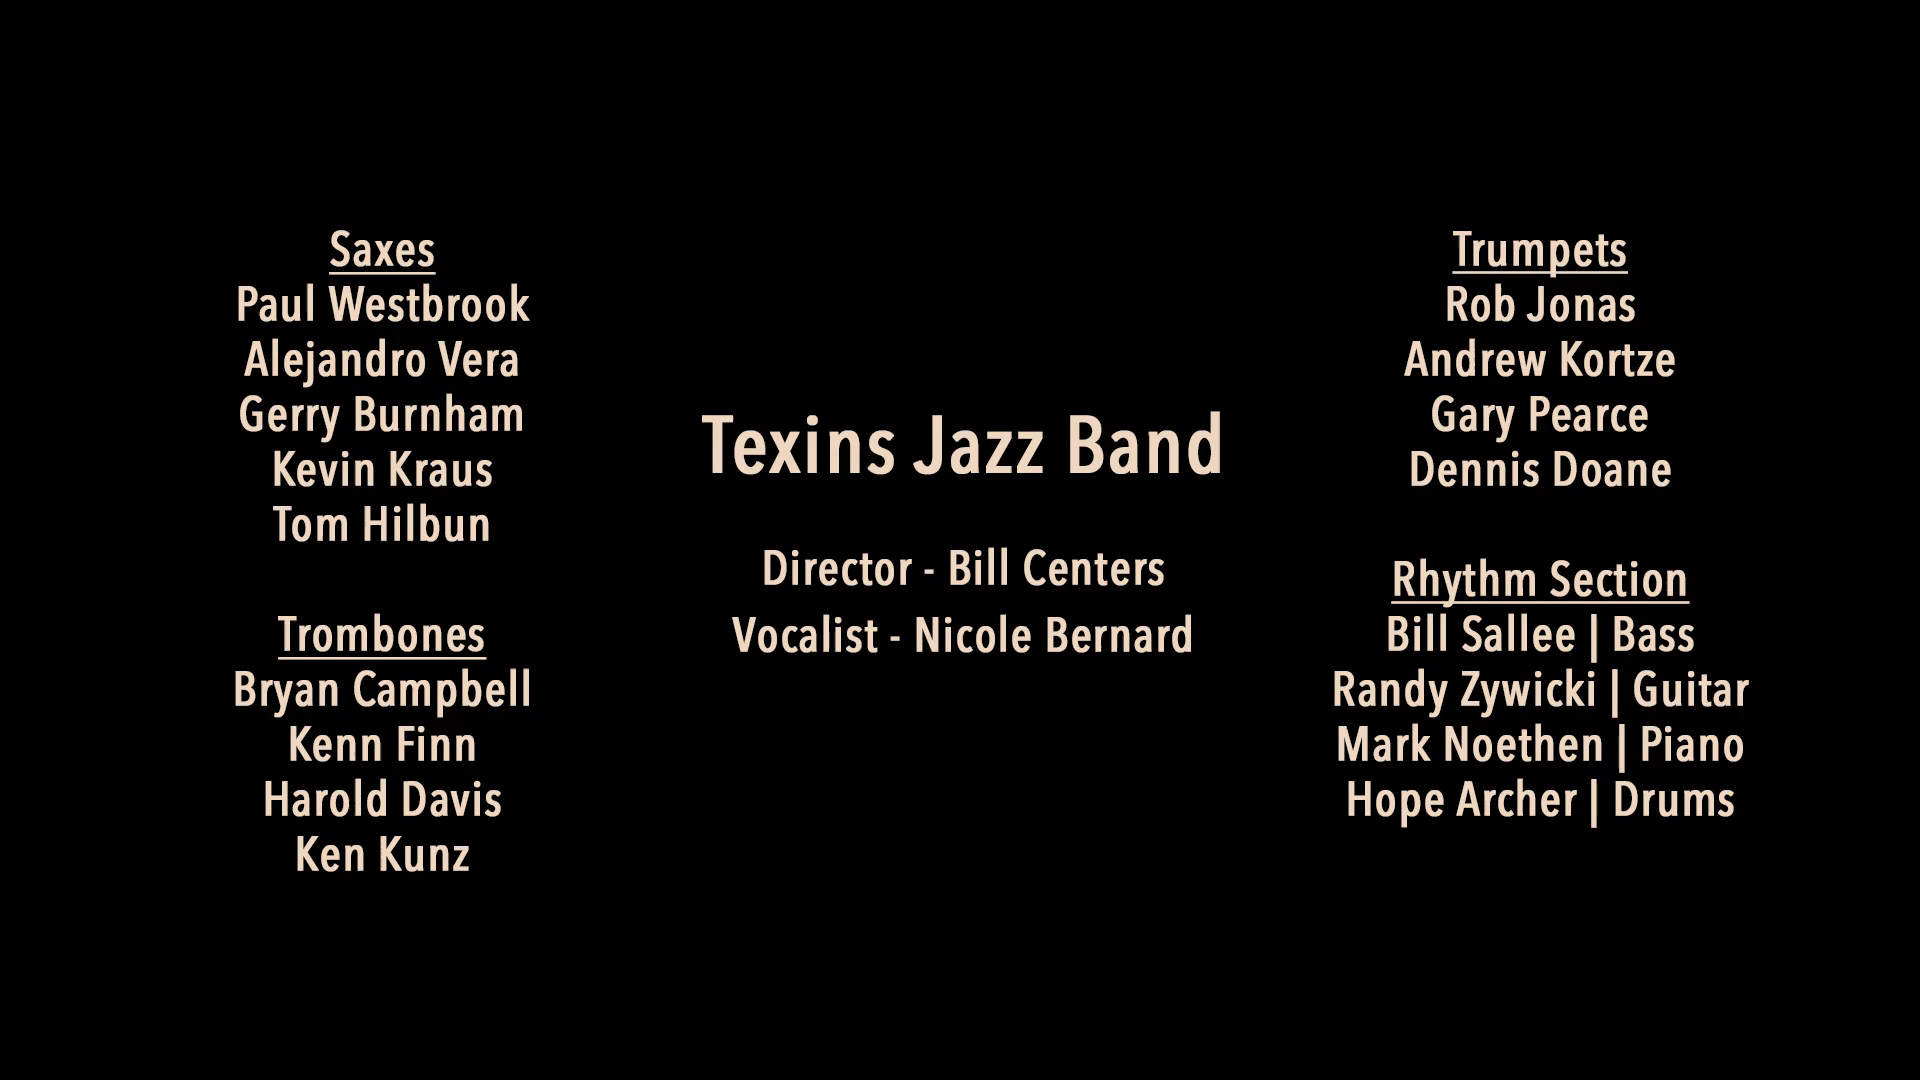 Saxes
Paul Westbrook
Alejandro Vera
Gerry Burnham
Kevin Kraus
Tom Hilbun
Trombones
Bryan Campbell
Kenn Finn
Harold Davis
Ken Kunz
Texins Jazz Band
Director - Bill Centers
Vocalist - Nicole Bernard
Trumpets
Rob Jonas
Andrew Kortze
Gary Pearce
Dennis Doane
Rhythm Section
Bill Sallee | Bass
Randy Zywicki | Guitar
Mark Noethen | Piano
Hope Archer | Drums